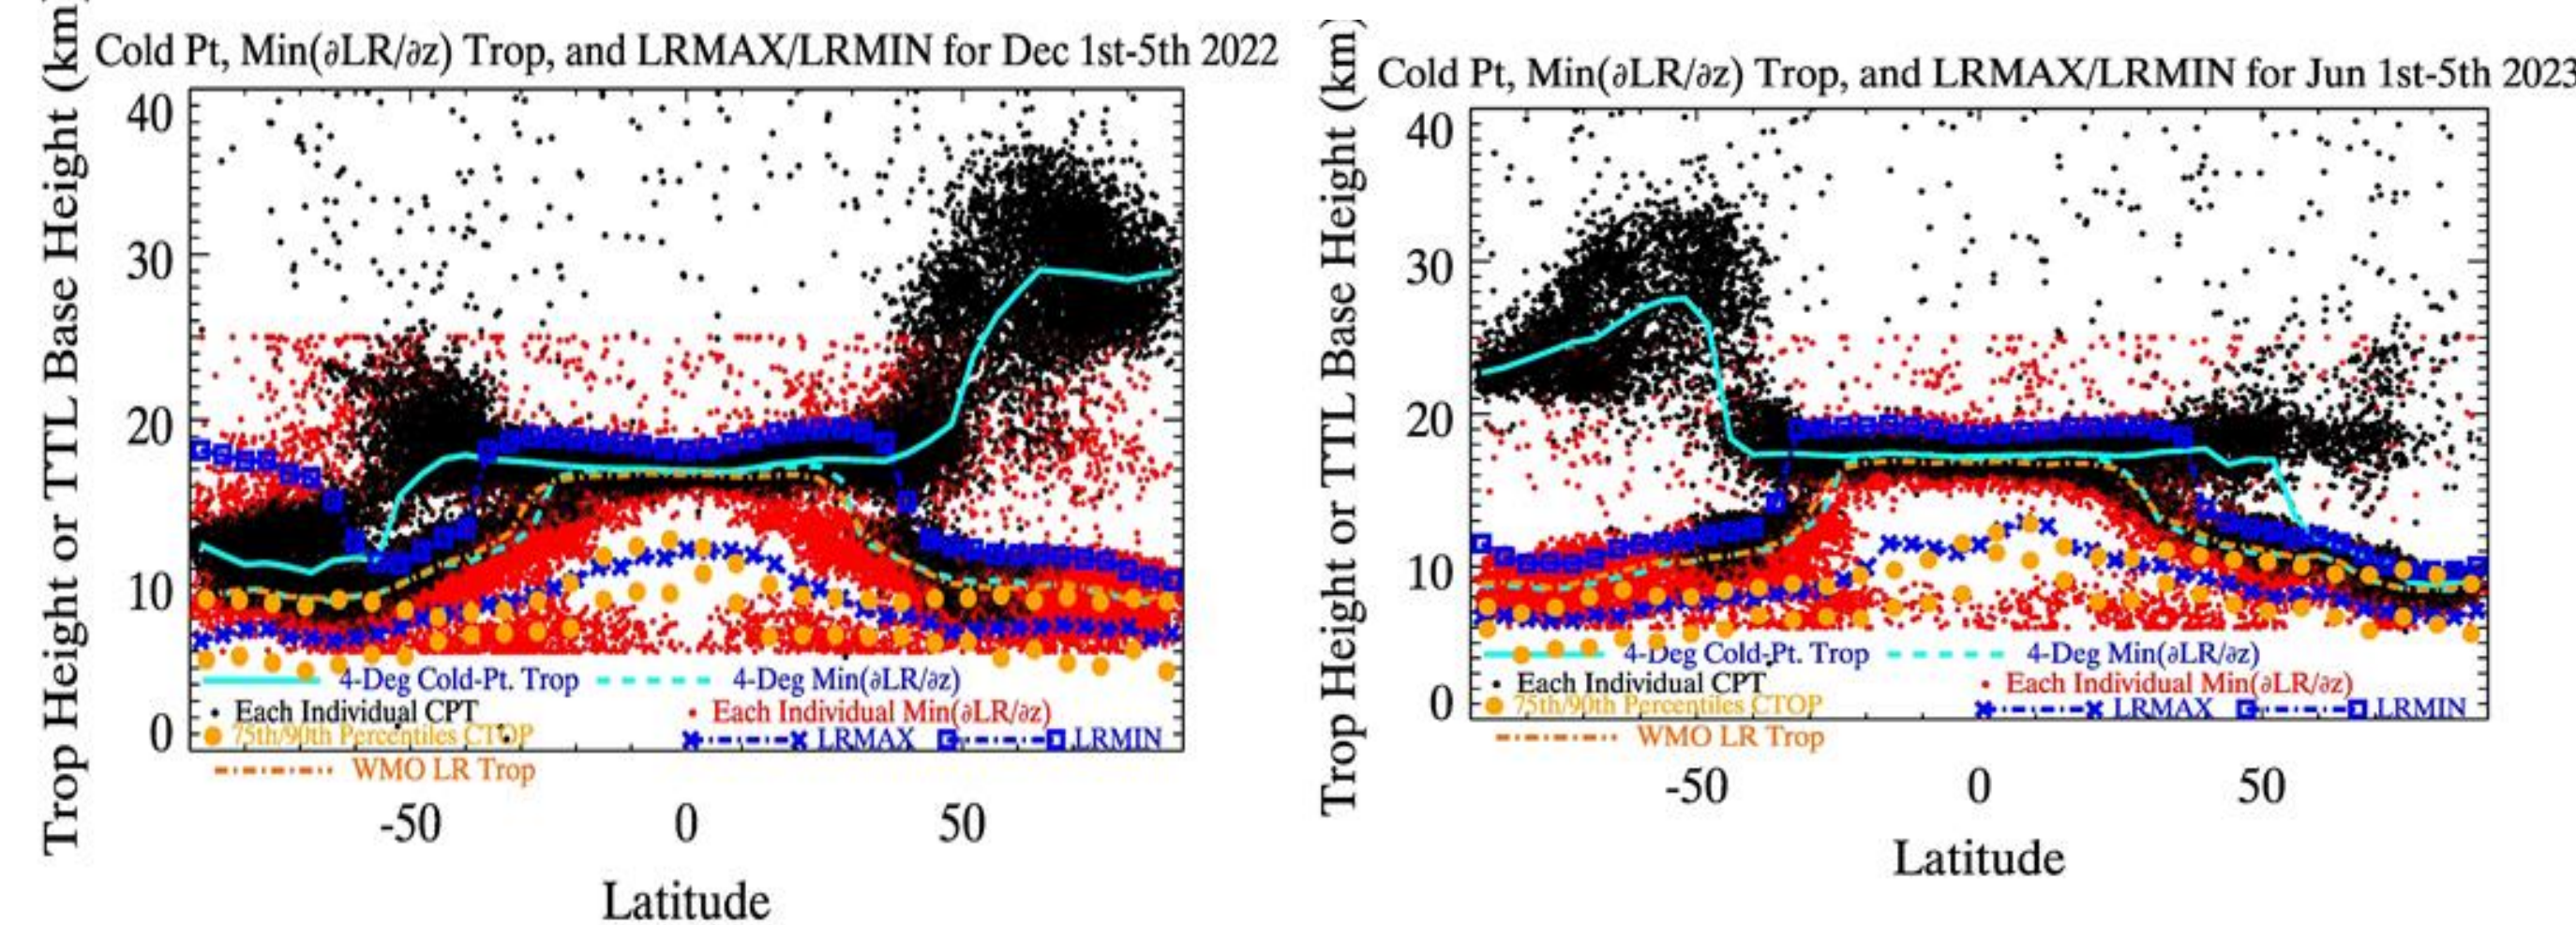 Cold Pt, Min(∂LR/∂z) Trop, and LRMAX/LRMIN for Dec 1st-5th 2022
Trop Height or TTL Base Height (km)
40
30
20
10
0
4-Deg Cold-Pt. Trop
4-Deg Min(∂LR/∂z)
Each Individual CPT
Each Individual Min(∂LR/∂z)
75th/90th Percentiles CTOP
LRMAX
LRMIN
WMO LR Trop
-50
0
50
Latitude
Cold Pt, Min(∂LR/∂z) Trop, and LRMAX/LRMIN for Jun 1st-5th 2023
Trop Height or TTL Base Height (km)
40
30
20
10
0
4-Deg Cold-Pt. Trop
4-Deg Min(∂LR/∂z)
Each Individual CPT
Each Individual Min(∂LR/∂z)
75th/90th Percentiles CTOP
LRMAX
LRMIN
WMO LR Trop
-50
0
50
Latitude